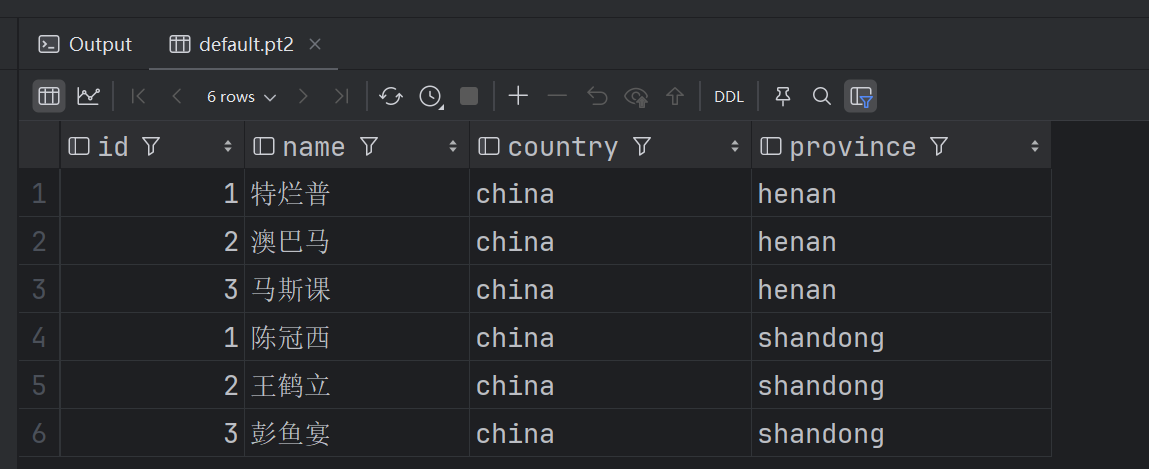 Output default.pt2
6 rows DDL
id name country province
1 1 特烂普 china henan
2 2 澳巴马 china henan
3 3 马斯课 china henan
4 1 陈冠西 china shandong
5 2 王鹤立 china shandong
6 3 彭鱼宴 china shandong